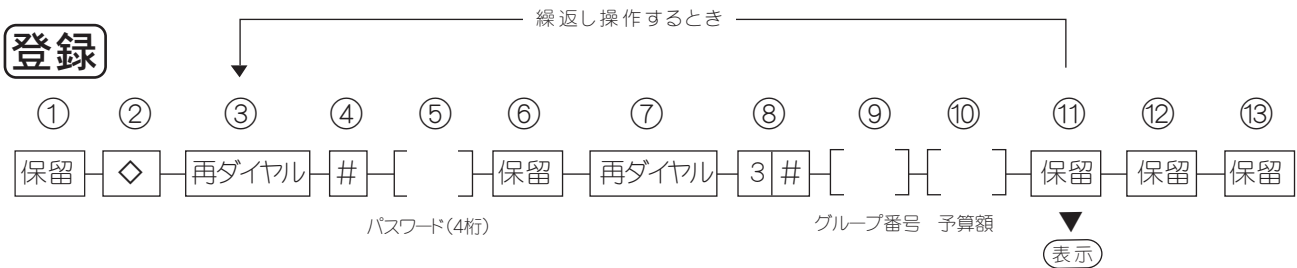 繰返し操作するとき
登録
① ② ③ ④ ⑤ ⑥ ⑦ ⑧ ⑨ ⑩ ⑪ ⑫ ⑬
保留 ◇ 再ダイヤル # 保留 再ダイヤル 3 # 保留 保留 保留
パスワード(4桁) グループ番号 予算額
表示